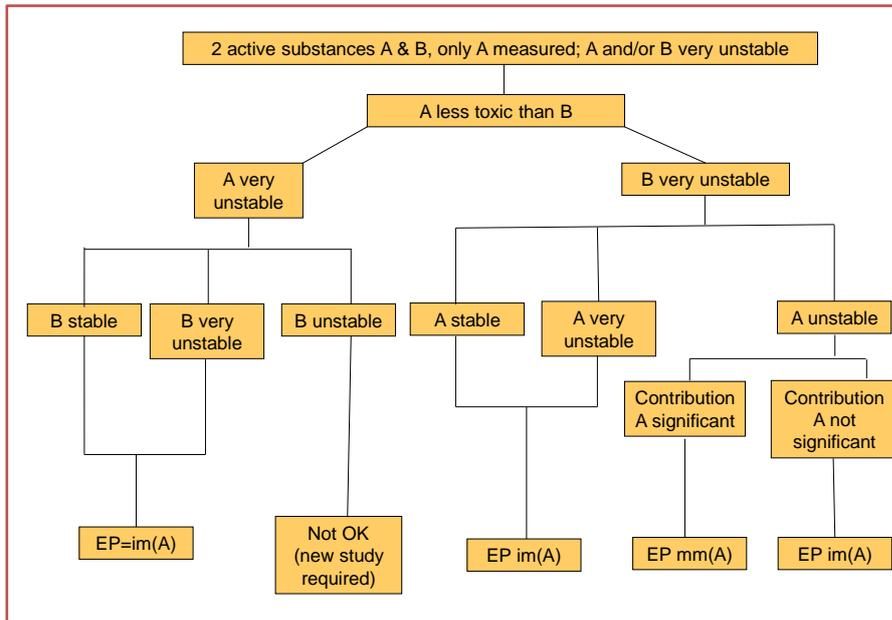 2 active substances A & B, only A measured; A and/or B very unstable
A less toxic than B
A very
unstable
B very unstable
B stable
B very
unstable
B unstable
A stable
A very
unstable
A unstable
Contribution
A significant
Contribution
A not
significant
EP=im(A)
Not OK
(new study
required)
EP im(A)
EP mm(A)
EP im(A)